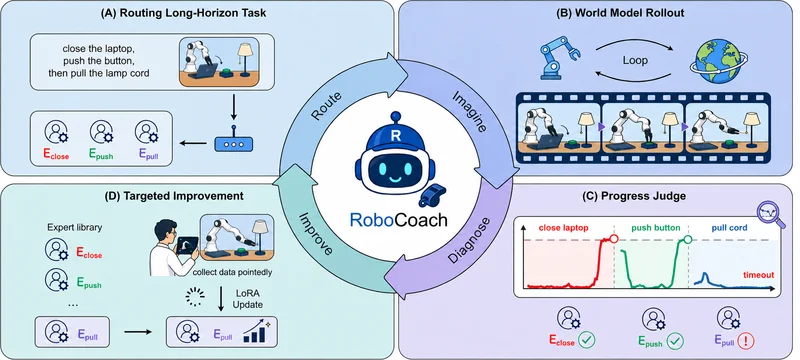 (A) Routing Long-Horizon Task
close the laptop,
push the button,
then pull the lamp cord
Eclose
Epush
Epull
(B) World Model Rollout
Loop
Route
Imagine
Diagnose
Improve
R
RoboCoach
(D) Targeted Improvement
Expert library
Eclose
Epush
...
Epull
collect data pointedly
LoRA
Update
Epull
(C) Progress Judge
close laptop
push button
pull cord
timeout
Eclose
Epush
Epull
!